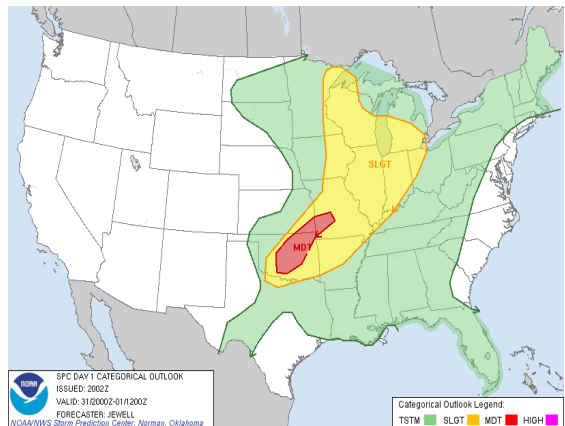 SLGT
MDT
NOAA
SPC DAY 1 CATEGORICAL OUTLOOK
ISSUED: 2002Z
VALID: 31/2000Z-01/1200Z
FORECASTER: JEWELL
NOAA/NWS Storm Prediction Center, Norman, Oklahoma
Categorical Outlook Legend:
TSTM SLGT MDT HIGH